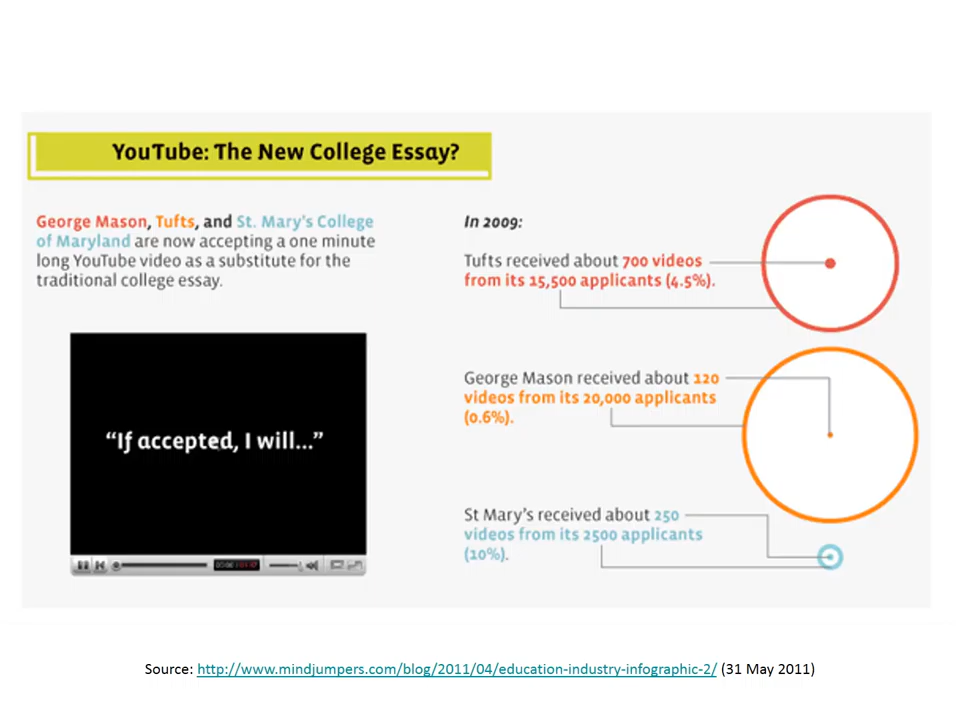 YouTube: The New College Essay?
George Mason, Tufts, and St. Mary's College
of Maryland are now accepting a one minute
long YouTube video as a substitute for the
traditional college essay.
“If accepted, I will...”
In 2009:
Tufts received about 700 videos
from its 15,500 applicants (4.5%).
George Mason received about 120
videos from its 20,000 applicants
(0.6%).
St Mary’s received about 250
videos from its 2500 applicants
(10%).
Source: http://www.mindjumpers.com/blog/2011/04/education-industry-infographic-2/ (31 May 2011)